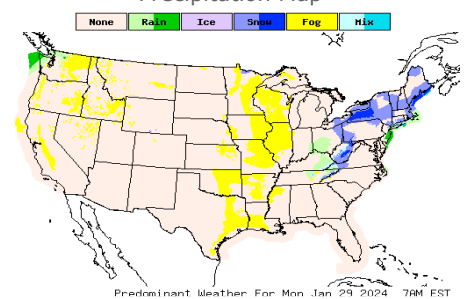 Precipitation Map
None Rain Ice Snow Fog Mix
Predominant Weather For Mon Jan 29 2024 7AM EST